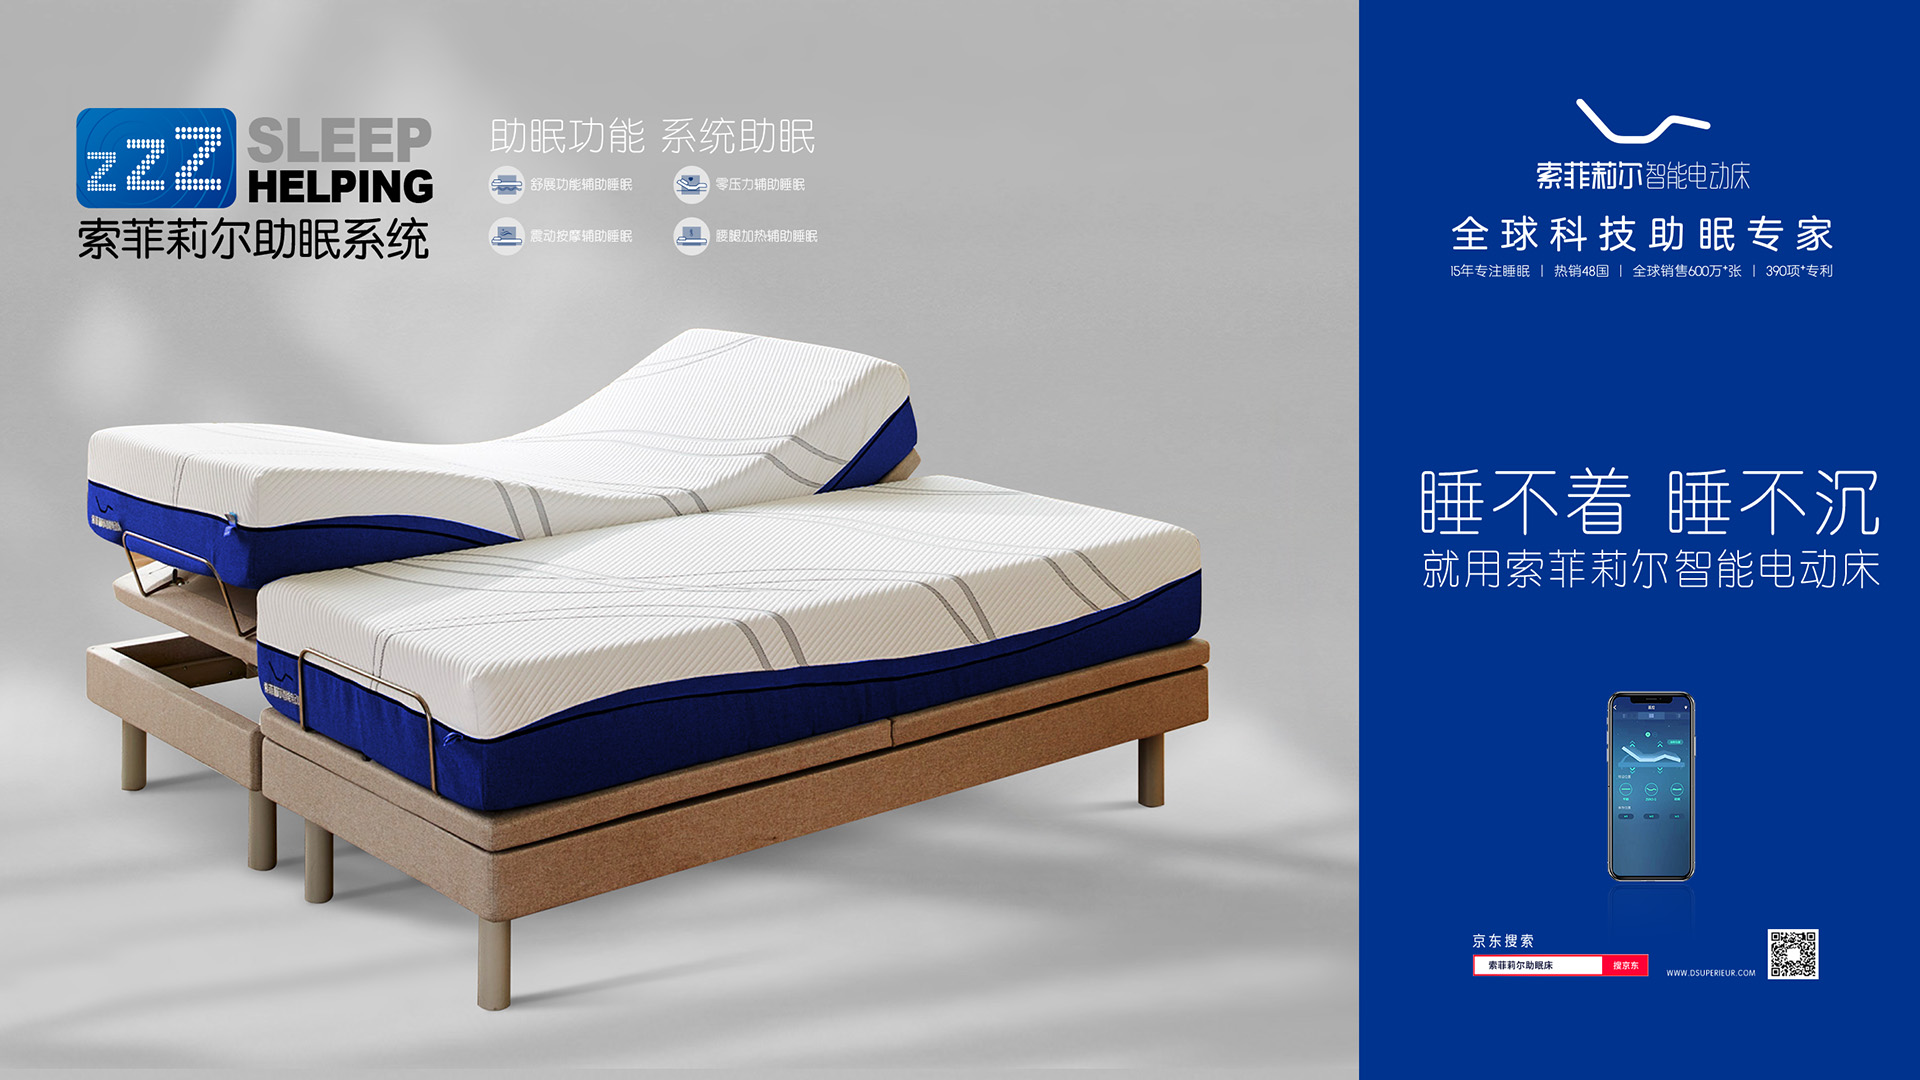 zzZ
SLEEP
HELPING
索菲莉尔助眠系统
助眠功能 系统助眠
舒展功能辅助睡眠
零压力辅助睡眠
震动按摩辅助睡眠
腰腿加热辅助睡眠
索菲莉尔智能电动床
全球科技助眠专家
15年专注睡眠 | 热销48国 | 全球销售600万+张 | 390项+专利
睡不着 睡不沉
就用索菲莉尔智能电动床
京东搜索
索菲莉尔助眠床 搜京东
WWW.DSUPERIEUR.COM